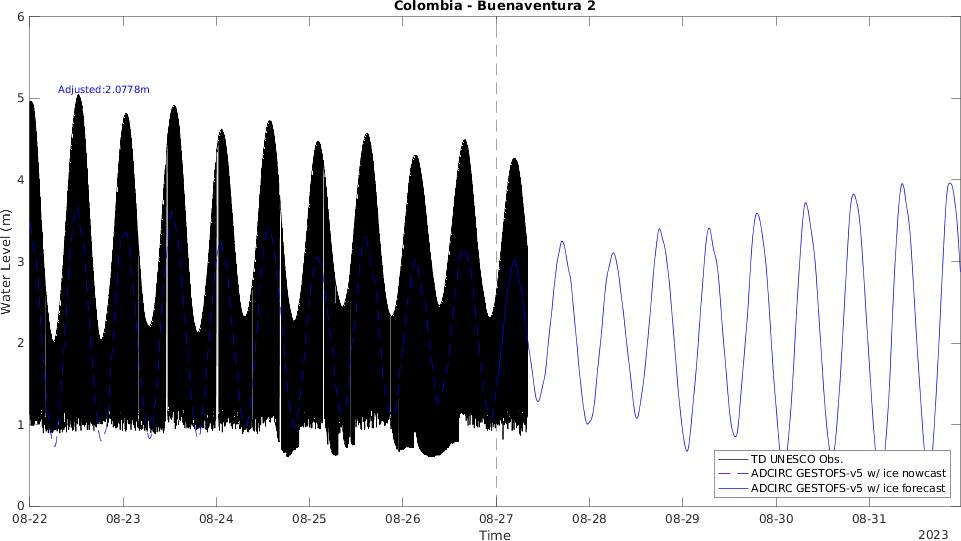 Colombia - Buenaventura 2
6
5
4
3
2
1
0
Water Level (m)
Adjusted:2.0778m
TD UNESCO Obs.
ADCIRC GESTOFS-v5 w/ ice nowcast
ADCIRC GESTOFS-v5 w/ ice forecast
08-22 08-23 08-24 08-25 08-26 08-27 08-28 08-29 08-30 08-31
Time
2023